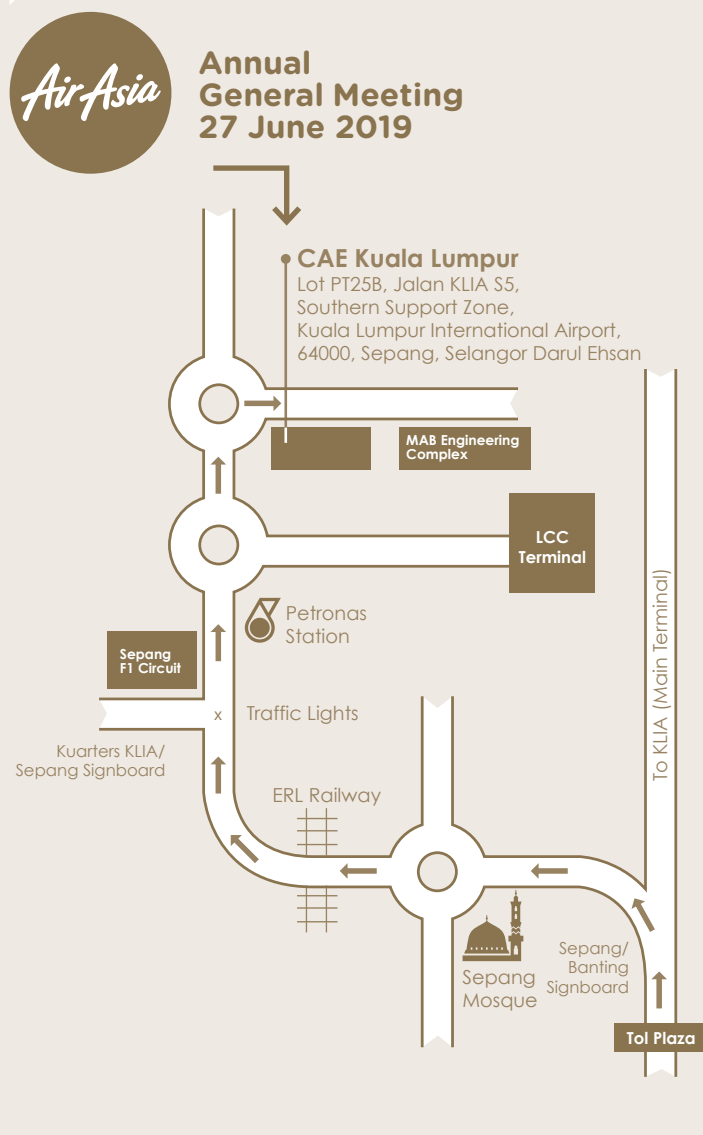 AirAsia
Annual
General Meeting
27 June 2019
CAE Kuala Lumpur
Lot PT25B, Jalan KLIA S5,
Southern Support Zone,
Kuala Lumpur International Airport,
64000, Sepang, Selangor Darul Ehsan
MAB Engineering
Complex
LCC
Terminal
Petronas
Station
Sepang
F1 Circuit
x
Traffic Lights
Kuarters KLIA/
Sepang Signboard
To KLIA (Main Terminal)
ERL Railway
Sepang
Mosque
Sepang/
Banting
Signboard
Tol Plaza